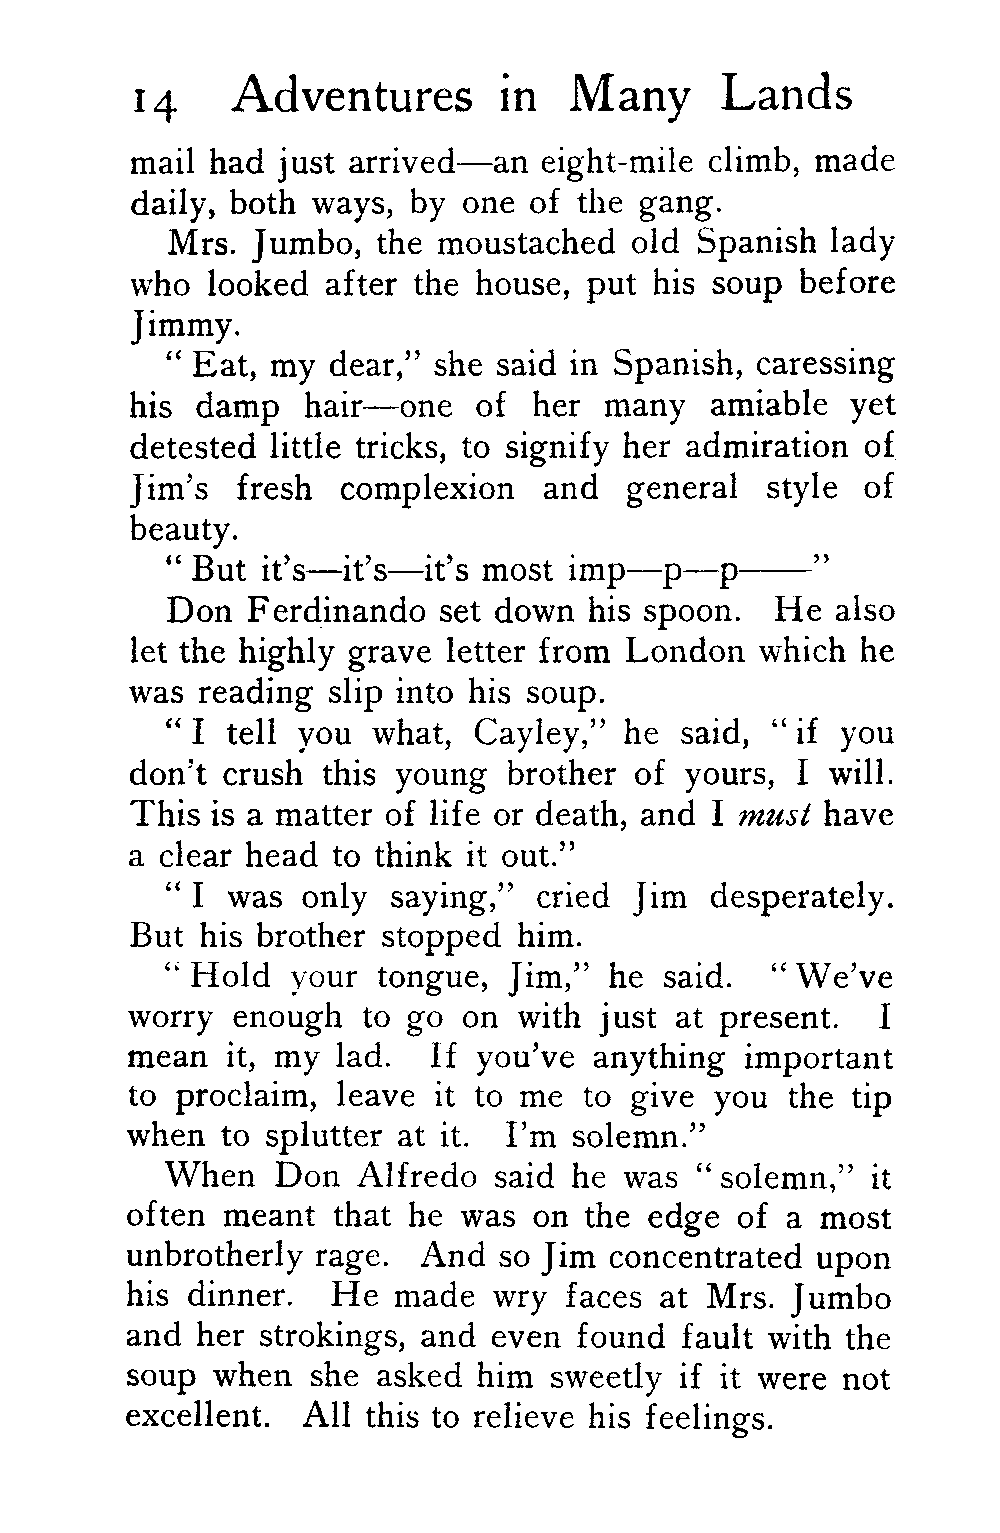 14 Adventures in Many Lands
mail had just arrived—an eight-mile climb, made
daily, both ways, by one of the gang.
Mrs. Jumbo, the moustached old Spanish lady
who looked after the house, put his soup before
Jimmy.
“Eat, my dear,” she said in Spanish, caressing
his damp hair—one of her many amiable yet
detested little tricks, to signify her admiration of
Jim’s fresh complexion and general style of
beauty.
“But it’s—it’s—it’s most imp—p—p——”
Don Ferdinando set down his spoon. He also
let the highly grave letter from London which he
was reading slip into his soup.
“I tell you what, Cayley,” he said, “if you
don’t crush this young brother of yours, I will.
This is a matter of life or death, and I must have
a clear head to think it out.”
“I was only saying,” cried Jim desperately.
But his brother stopped him.
“Hold your tongue, Jim,” he said. “We’ve
worry enough to go on with just at present. I
mean it, my lad. If you’ve anything important
to proclaim, leave it to me to give you the tip
when to splutter at it. I’m solemn.”
When Don Alfredo said he was “solemn,” it
often meant that he was on the edge of a most
unbrotherly rage. And so Jim concentrated upon
his dinner. He made wry faces at Mrs. Jumbo
and her strokings, and even found fault with the
soup when she asked him sweetly if it were not
excellent. All this to relieve his feelings.